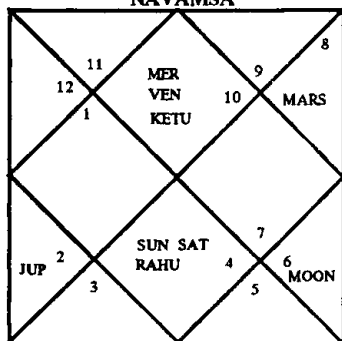 NAVAMSA
11
8
12
MER
9
VEN
10
MARS
1
KETU
SUN SAT
7
JUP
2
RAHU
4
6
MOON
3
5